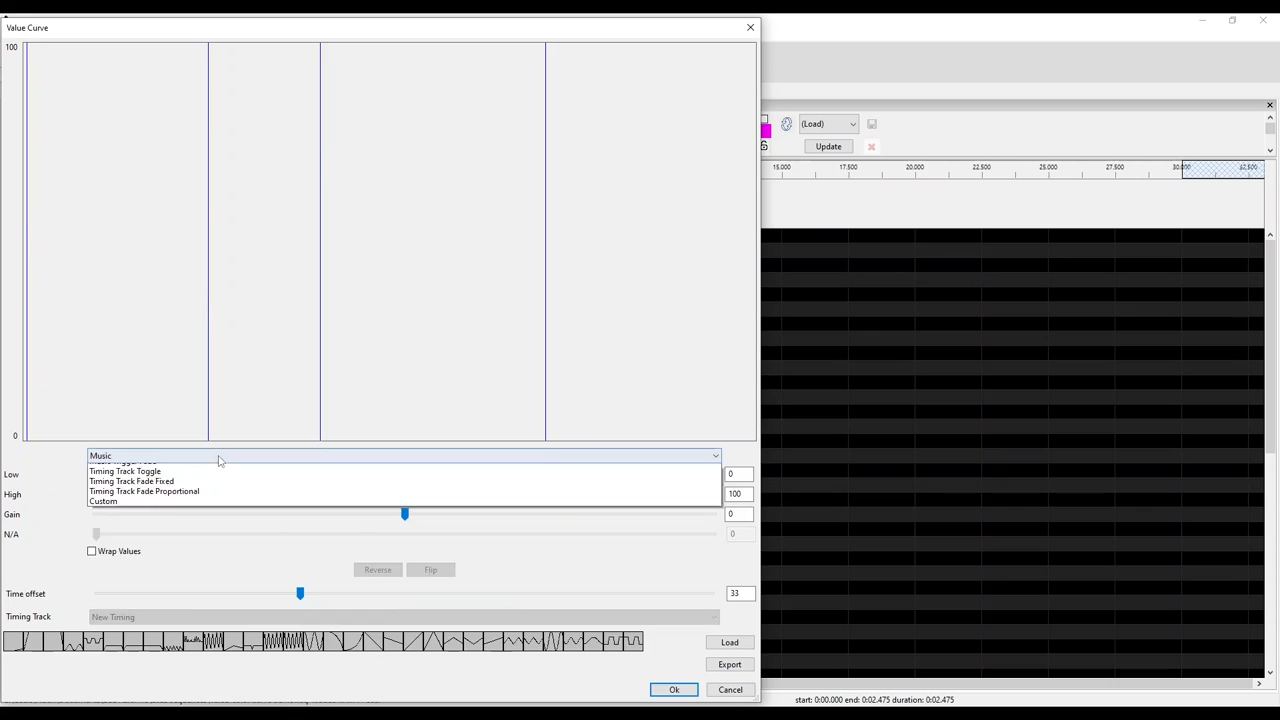 Value Curve
100
0
(Load)
Update
15.000 17.500 20.000 22.500 25.000 27.500 30.000 32.500
Music
Timing Track Toggle
Timing Track Fade Fixed
Timing Track Fade Proportional
Custom
Low 0
High 100
Gain 0
N/A 0
Wrap Values
Reverse Flip
Time offset 33
Timing Track New Timing
Load
Export
Ok Cancel
start: 0:00.000 end: 0:02.475 duration: 0:02.475